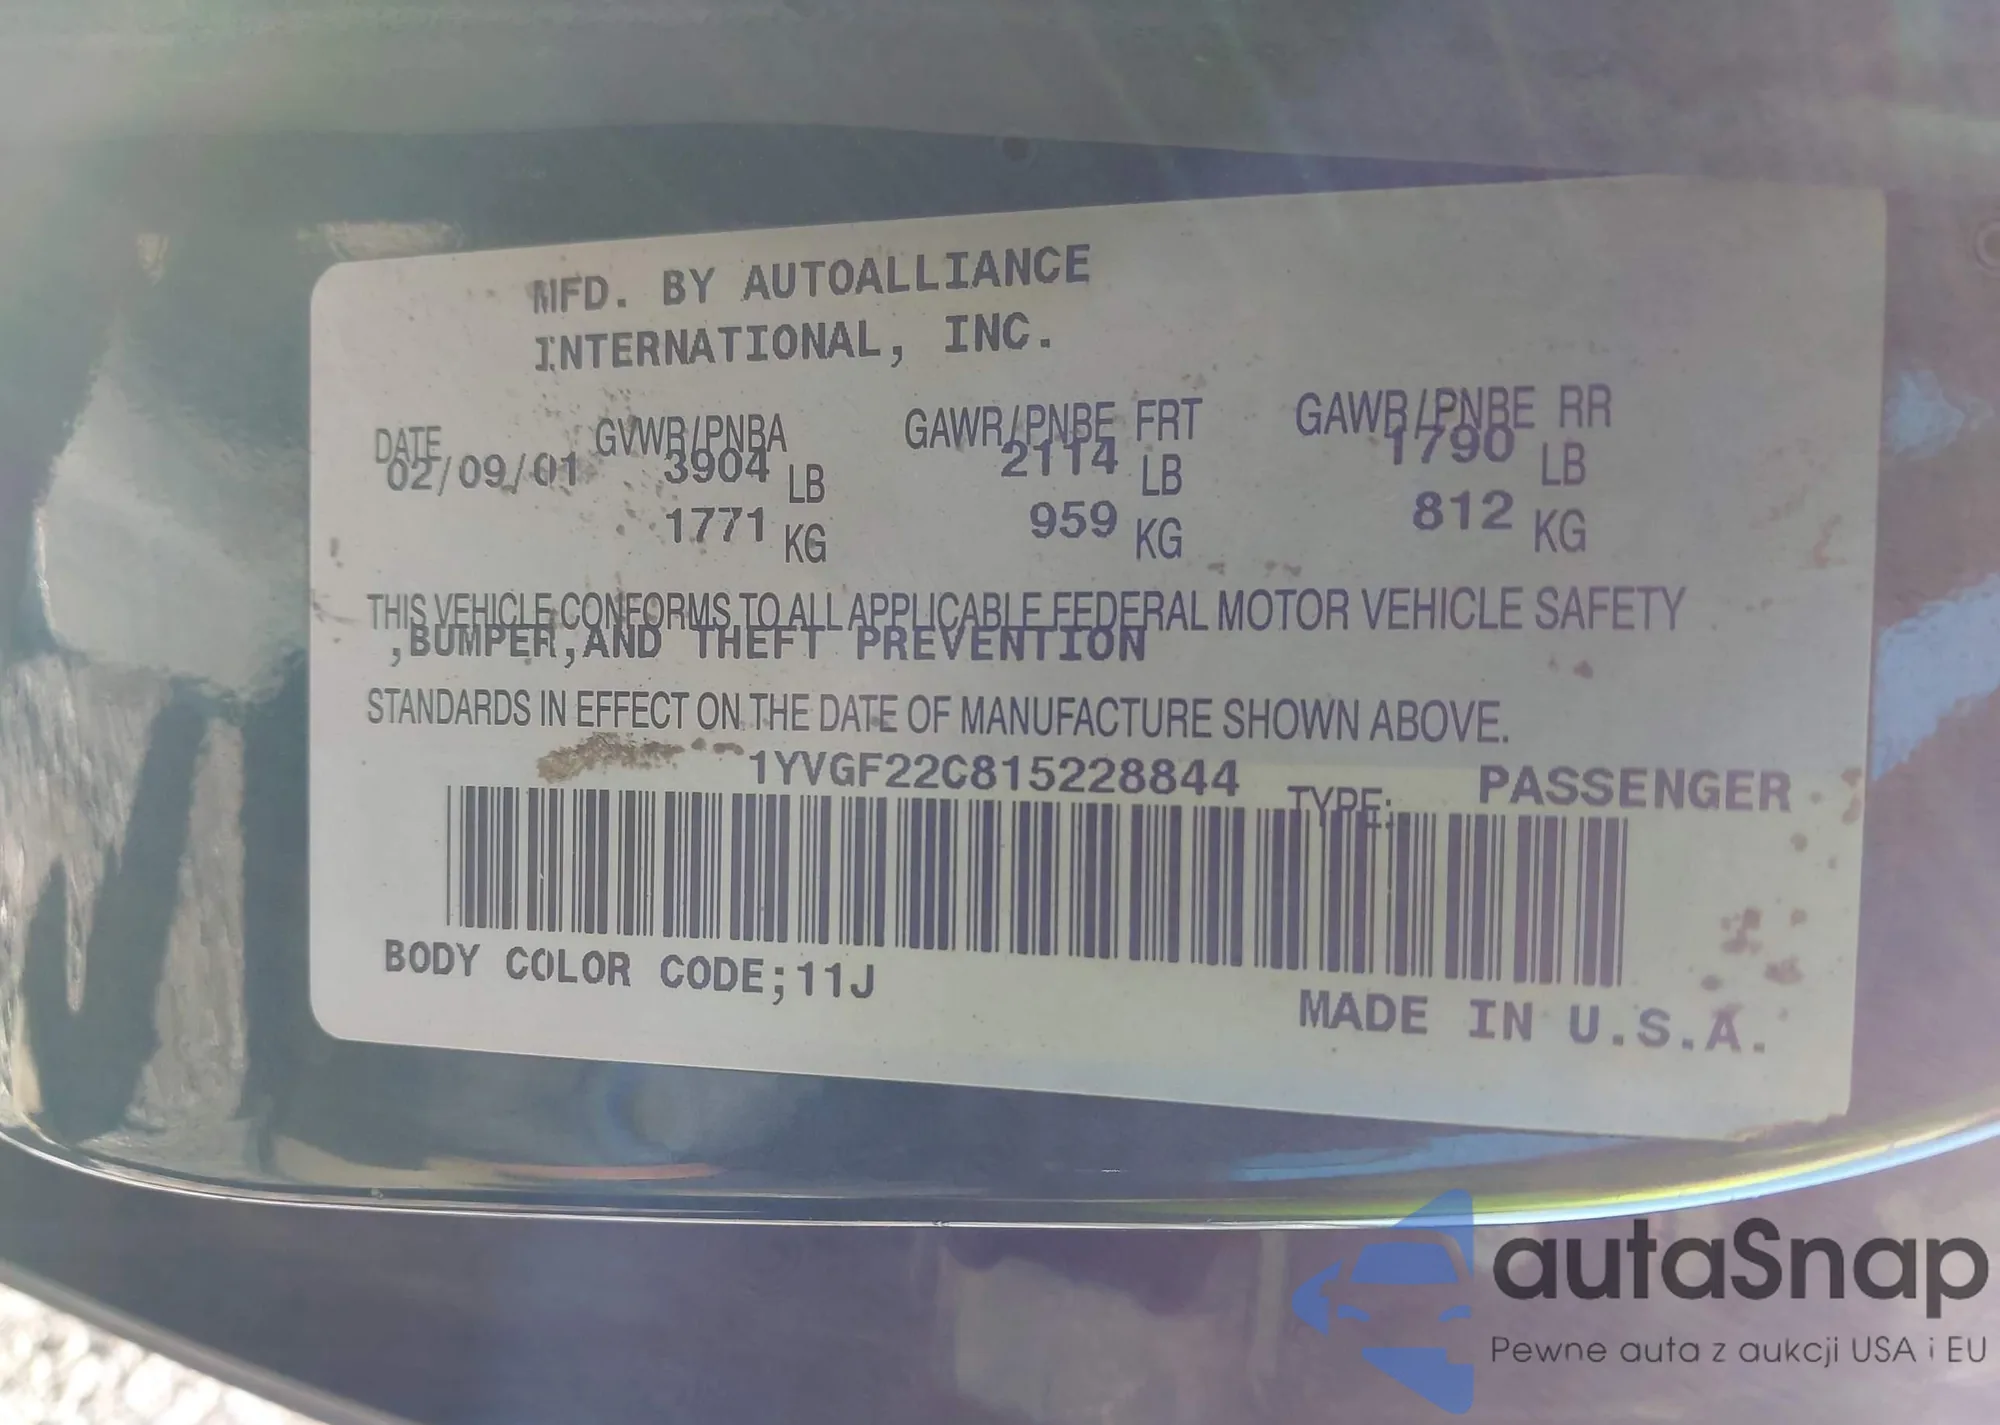 MFD. BY AUTOALLIANCE
INTERNATIONAL, INC.
DATE GVWR/PNBA GAWR/PNBE FRT GAWR/PNBE RR
02/09/01 3904 LB 2114 LB 1790 LB
1771 KG 959 KG 812 KG
THIS VEHICLE CONFORMS TO ALL APPLICABLE FEDERAL MOTOR VEHICLE SAFETY
,BUMPER,AND THEFT PREVENTION
STANDARDS IN EFFECT ON THE DATE OF MANUFACTURE SHOWN ABOVE.
1YVGF22C815228844 TYPE: PASSENGER
BODY COLOR CODE;11J
MADE IN U.S.A.
autaSnap
Pewne auta z aukcji USA i EU